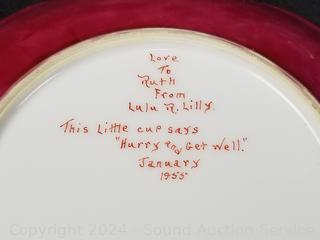 Love
To
Ruth
From
Lulu R. Lilly.
This Little cup says
"Hurry and Get Well."
January
1955
Copyright 2024 - Sound Auction Service